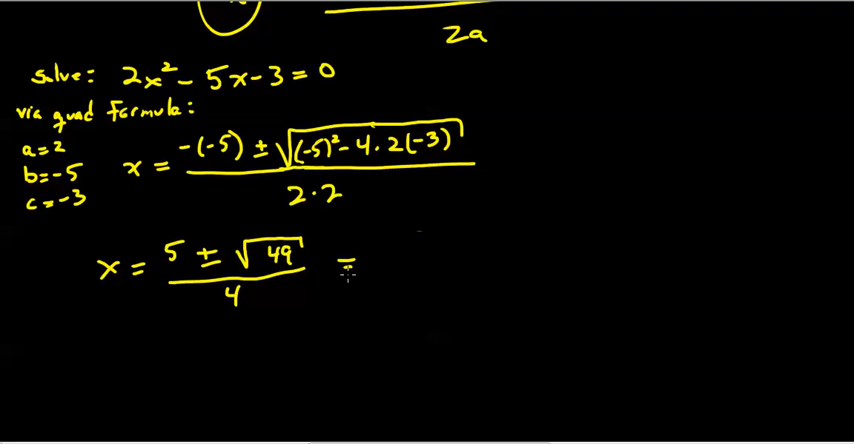 2a
Solve: 2x² - 5x - 3 = 0
via quad formula:
a = 2
b = -5
c = -3
x = (-(-5) ± √((-5)² - 4 · 2(-3))) / (2 · 2)
x = (5 ± √49) / 4 =